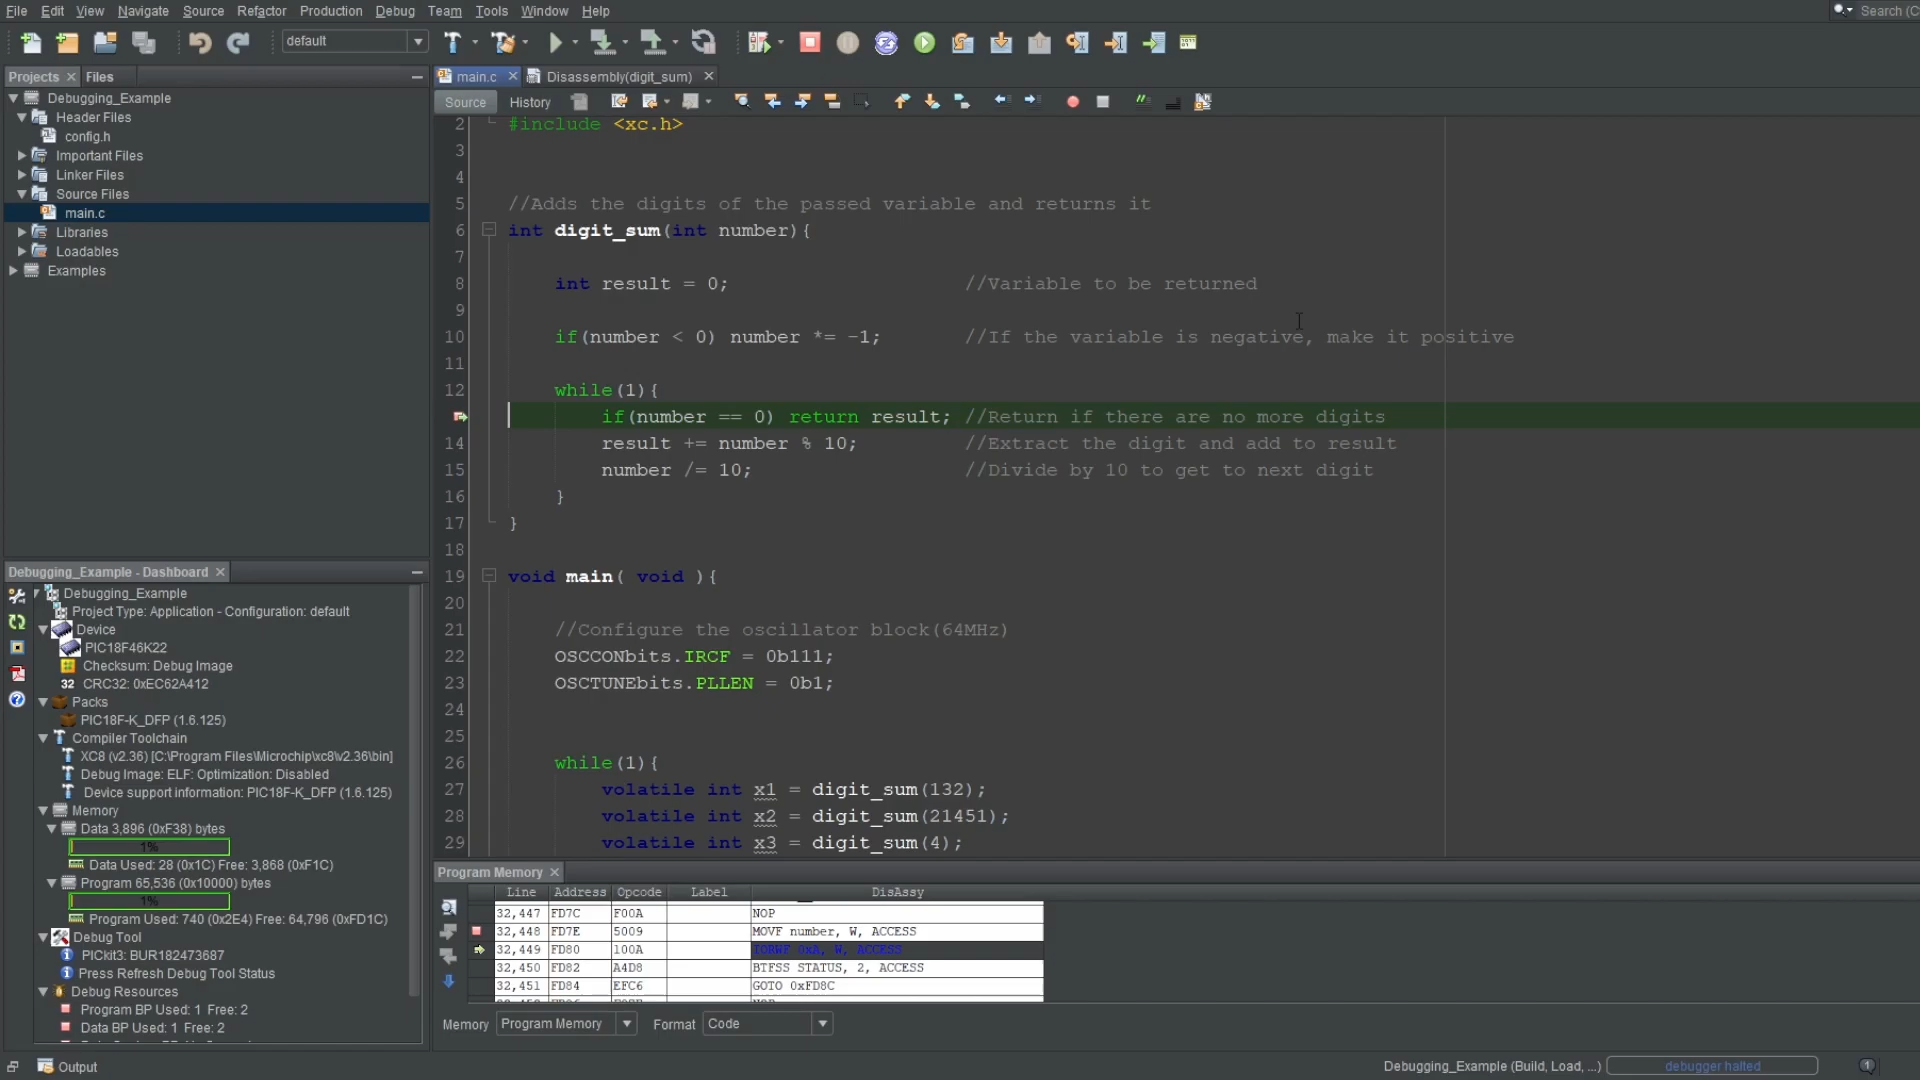 File Edit View Navigate Source Refactor Production Debug Team Tools Window Help
Search (C
default
Projects Files
Debugging_Example
Header Files
config.h
Important Files
Linker Files
Source Files
main.c
Libraries
Loadables
Examples
main.c Disassembly(digit_sum)
Source History
2 #include <xc.h>
3
4
5 //Adds the digits of the passed variable and returns it
6 int digit_sum(int number){
7
8 int result = 0; //Variable to be returned
9
10 if(number < 0) number *= -1; //If the variable is negative, make it positive
11
12 while(1){
if(number == 0) return result; //Return if there are no more digits
14 result += number % 10; //Extract the digit and add to result
15 number /= 10; //Divide by 10 to get to next digit
16 }
17 }
18
19 void main( void ){
20
21 //Configure the oscillator block(64MHz)
22 OSCCONbits.IRCF = 0b111;
23 OSCTUNEbits.PLLEN = 0b1;
24
25
26 while(1){
27 volatile int x1 = digit_sum(132);
28 volatile int x2 = digit_sum(21451);
29 volatile int x3 = digit_sum(4);
Debugging_Example - Dashboard
Debugging_Example
Project Type: Application - Configuration: default
Device
PIC18F46K22
Checksum: Debug Image
32 CRC32: 0xEC62A412
Packs
PIC18F-K_DFP (1.6.125)
Compiler Toolchain
XC8 (v2.36) [C:\Program Files\Microchip\xc8\v2.36\bin]
Debug Image: ELF: Optimization: Disabled
Device support information: PIC18F-K_DFP (1.6.125)
Memory
Data 3,896 (0xF38) bytes
1%
Data Used: 28 (0x1C) Free: 3,868 (0xF1C)
Program 65,536 (0x10000) bytes
1%
Program Used: 740 (0x2E4) Free: 64,796 (0xFD1C)
Debug Tool
PICkit3: BUR182473687
Press Refresh Debug Tool Status
Debug Resources
Program BP Used: 1 Free: 2
Data BP Used: 1 Free: 2
Program Memory
Line Address Opcode Label DisAssy
32,447 FD7C F00A NOP
32,448 FD7E 5009 MOVF number, W, ACCESS
32,449 FD80 100A IORWF 0xA, W, ACCESS
32,450 FD82 A4D8 BTFSS STATUS, 2, ACCESS
32,451 FD84 EFC6 GOTO 0xFD8C
Memory Program Memory Format Code
Output
Debugging_Example (Build, Load, ...) debugger halted
1